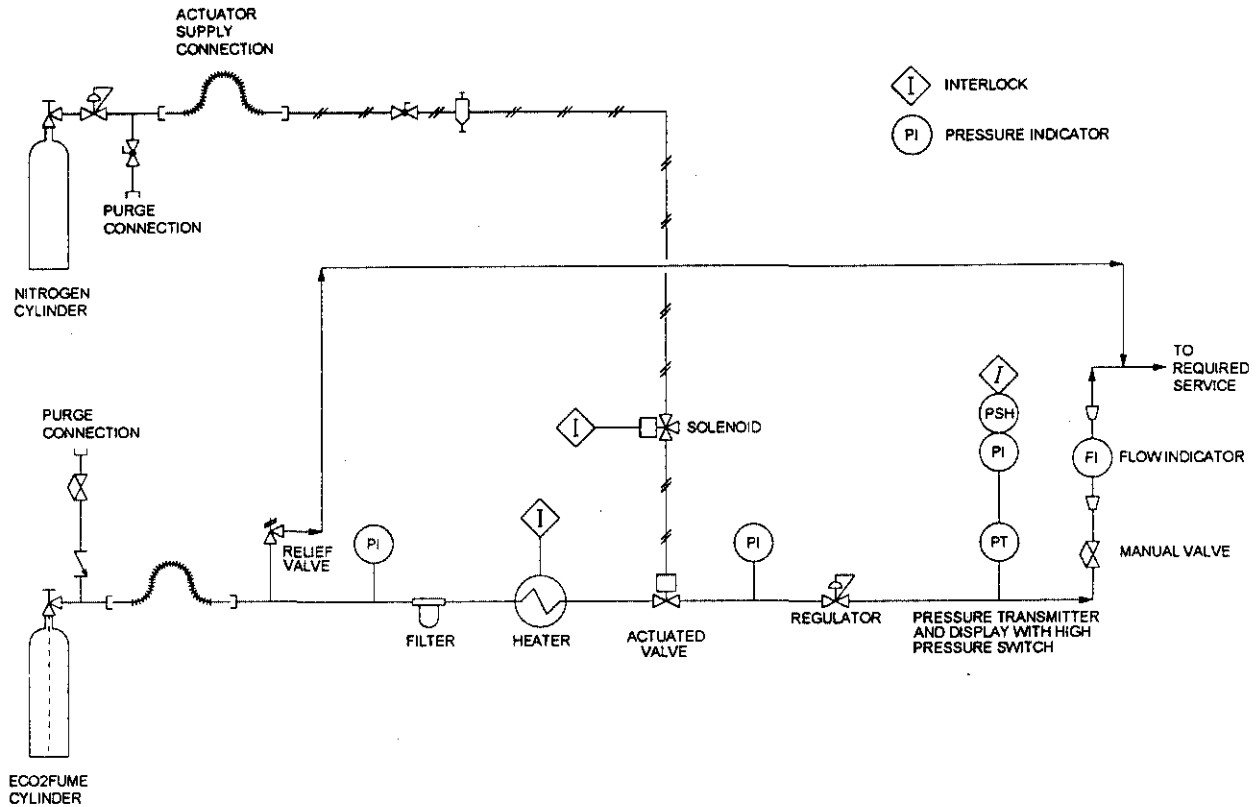 ACTUATOR
SUPPLY
CONNECTION
I
INTERLOCK
PI
PRESSURE INDICATOR
PURGE
CONNECTION
NITROGEN
CYLINDER
TO
REQUIRED
SERVICE
I
PURGE
CONNECTION
PSH
I
SOLENOID
PI
FI
FLOW INDICATOR
I
RELIEF
VALVE
PI
PI
PT
MANUAL VALVE
FILTER
HEATER
ACTUATED
VALVE
REGULATOR
PRESSURE TRANSMITTER
AND DISPLAY WITH HIGH
PRESSURE SWITCH
ECO2FUME
CYLINDER